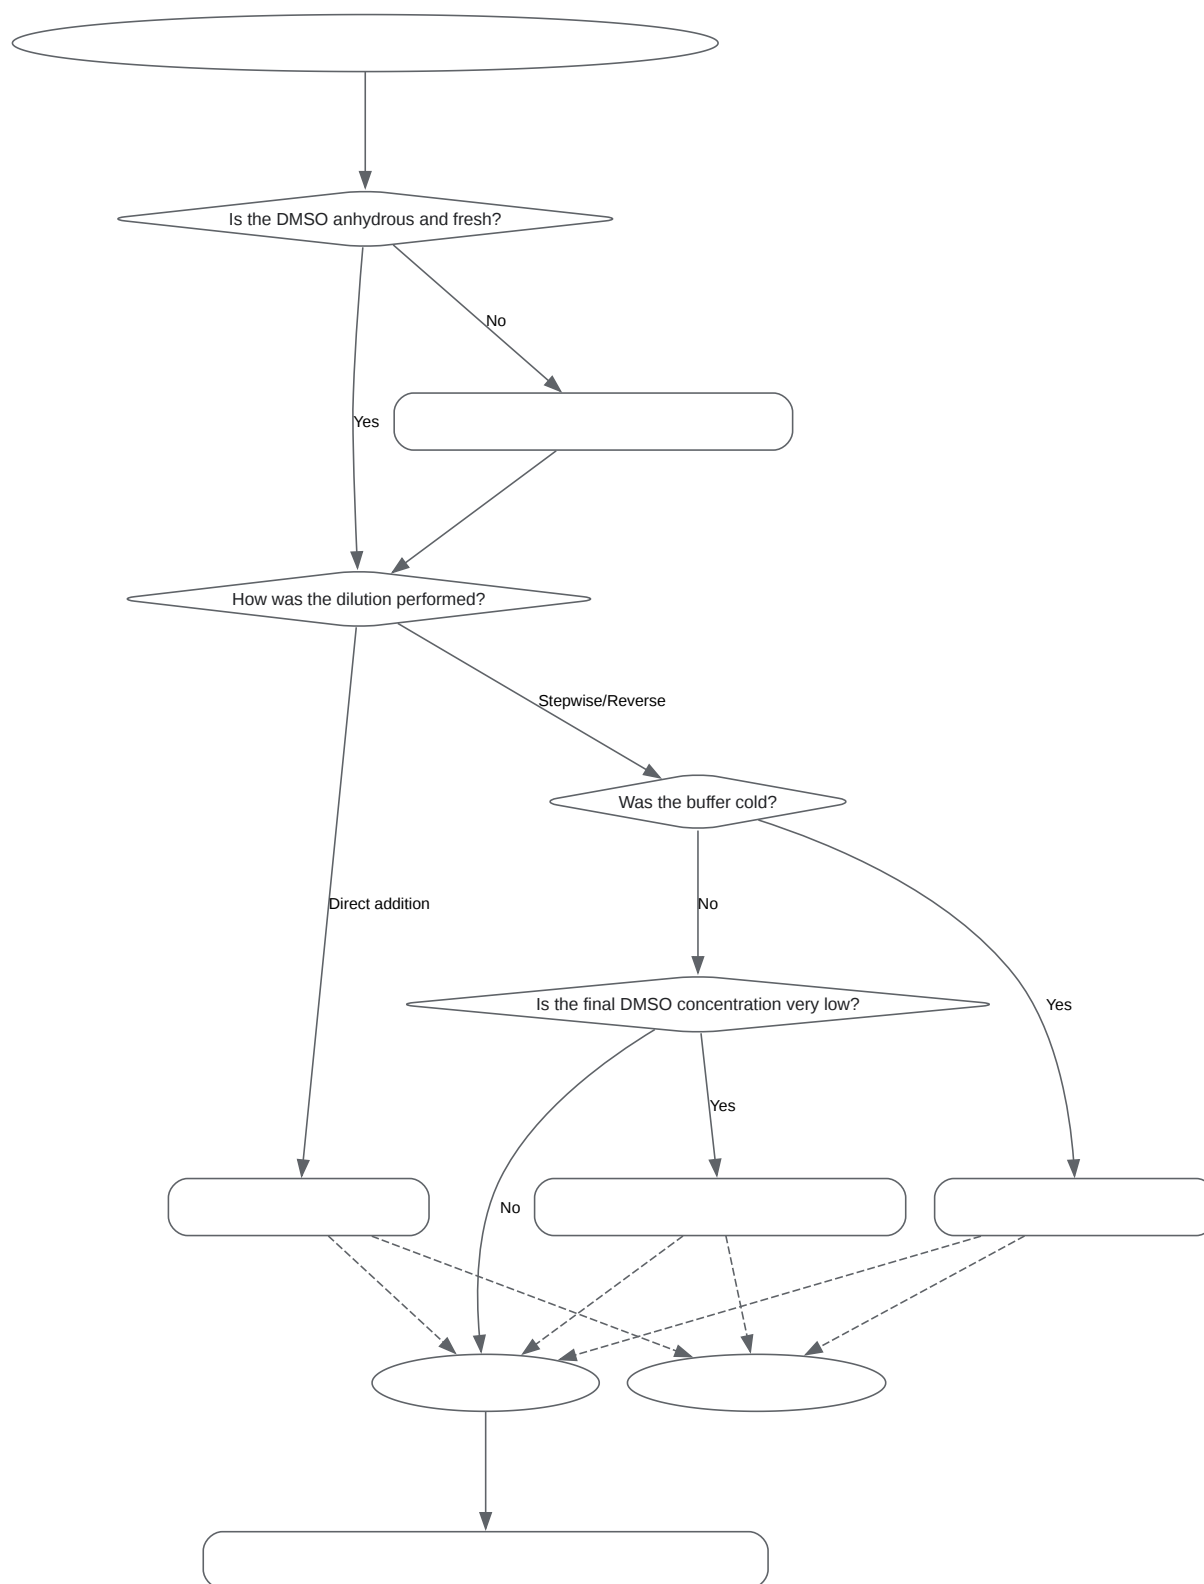 Is the DMSO anhydrous and fresh?
No
Yes
How was the dilution performed?
Stepwise/Reverse
Was the buffer cold?
Direct addition
No
Is the final DMSO concentration very low?
Yes
Yes
No